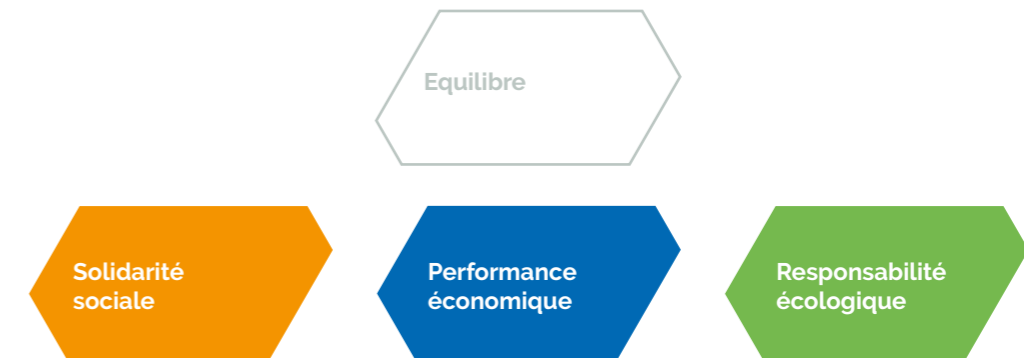 Equilibre
Solidarité
sociale
Performance
économique
Responsabilité
écologique